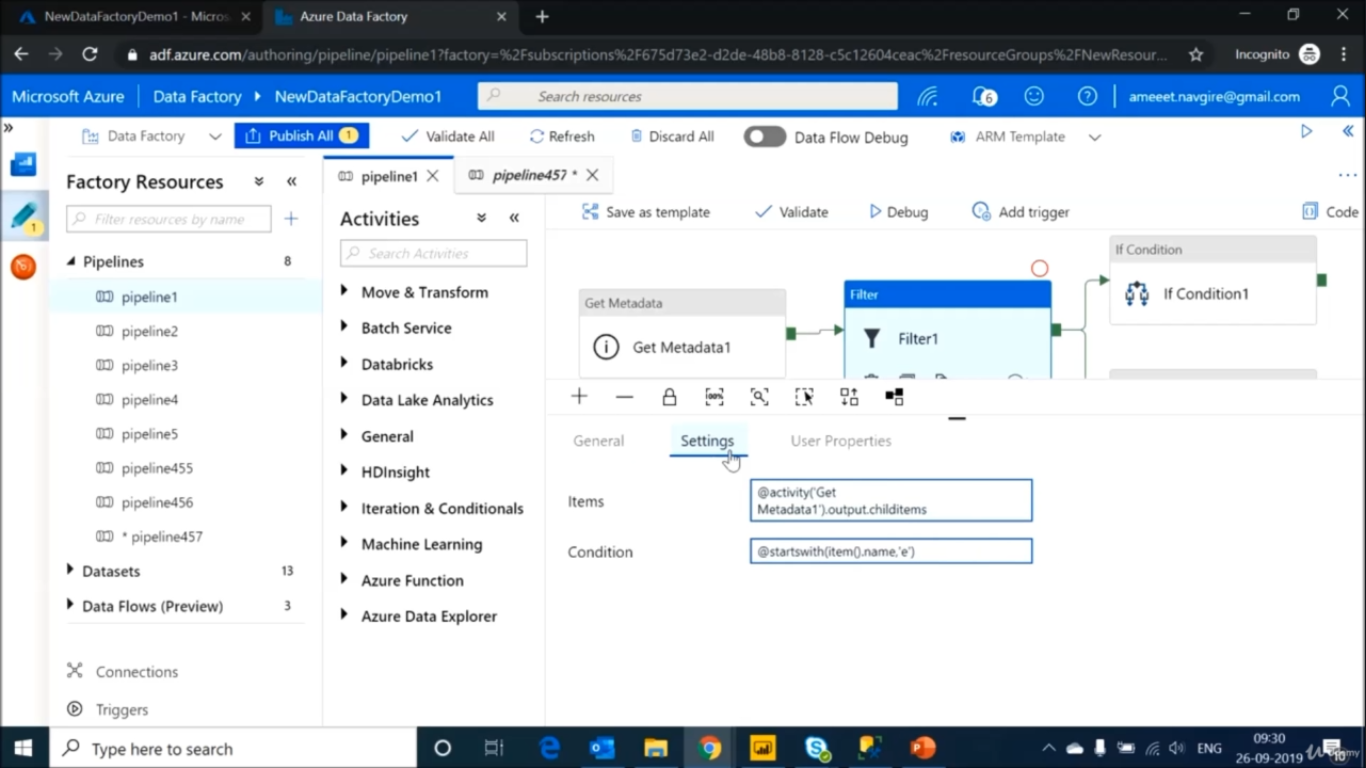 NewDataFactoryDemo1 - Micros
Azure Data Factory
adf.azure.com/authoring/pipeline/pipeline1?factory=%2Fsubscriptions%2F675d73e2-d2de-48b8-8128-c5c12604ceac%2FresourceGroups%2FNewResour...
Incognito
Microsoft Azure
Data Factory
NewDataFactoryDemo1
Search resources
6
ameeet.navgire@gmail.com
Data Factory
Publish All 1
Validate All
Refresh
Discard All
Data Flow Debug
ARM Template
1
Factory Resources
Filter resources by name
Pipelines 8
pipeline1
pipeline2
pipeline3
pipeline4
pipeline5
pipeline455
pipeline456
* pipeline457
Datasets 13
Data Flows (Preview) 3
Connections
Triggers
pipeline1
pipeline457 *
Activities
Search Activities
Move & Transform
Batch Service
Databricks
Data Lake Analytics
General
HDInsight
Iteration & Conditionals
Machine Learning
Azure Function
Azure Data Explorer
Save as template
Validate
Debug
Add trigger
Code
Get Metadata
Get Metadata1
Filter
Filter1
If Condition
If Condition1
100%
General
Settings
User Properties
Items
@activity('Get
Metadata1').output.childitems
Condition
@startswith(item().name,'e')
Type here to search
ENG
09:30
26-09-2019
10